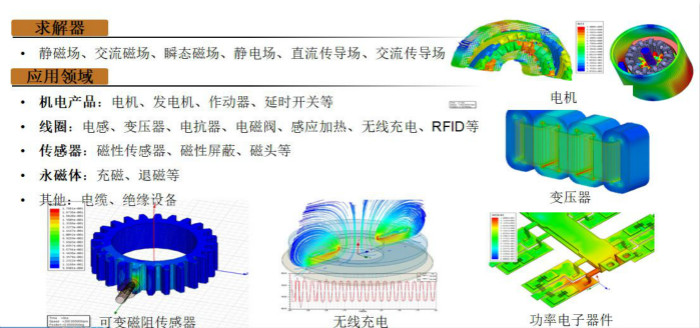 求解器
• 静磁场、交流磁场、瞬态磁场、静电场、直流传导场、交流传导场
应用领域
• 机电产品：电机、发电机、作动器、延时开关等
• 线圈：电感、变压器、电抗器、电磁阀、感应加热、无线充电、RFID等
• 传感器：磁性传感器、磁性屏蔽、磁头等
• 永磁体：充磁、退磁等
• 其他：电缆、绝缘设备
电机
变压器
可变磁阻传感器
无线充电
功率电子器件